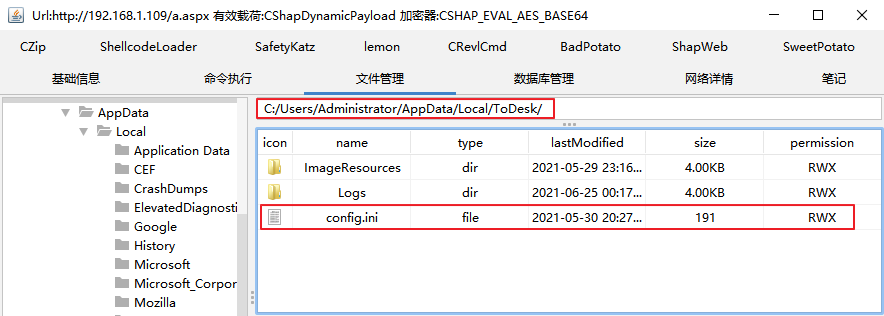 Url:http://192.168.1.109/a.aspx 有效载荷:CShapDynamicPayload 加密器:CSHAP_EVAL_AES_BASE64
CZip ShellcodeLoader SafetyKatz lemon CRevlCmd BadPotato ShapWeb SweetPotato
基础信息 命令执行 文件管理 数据库管理 网络详情 笔记
AppData
Local
Application Data
CEF
CrashDumps
ElevatedDiagnosti
Google
History
Microsoft
Microsoft_Corpor
Mozilla
C:/Users/Administrator/AppData/Local/ToDesk/
icon name type lastModified size permission
ImageResources dir 2021-05-29 23:16... 4.00KB RWX
Logs dir 2021-06-25 00:17... 4.00KB RWX
config.ini file 2021-05-30 20:27... 191 RWX